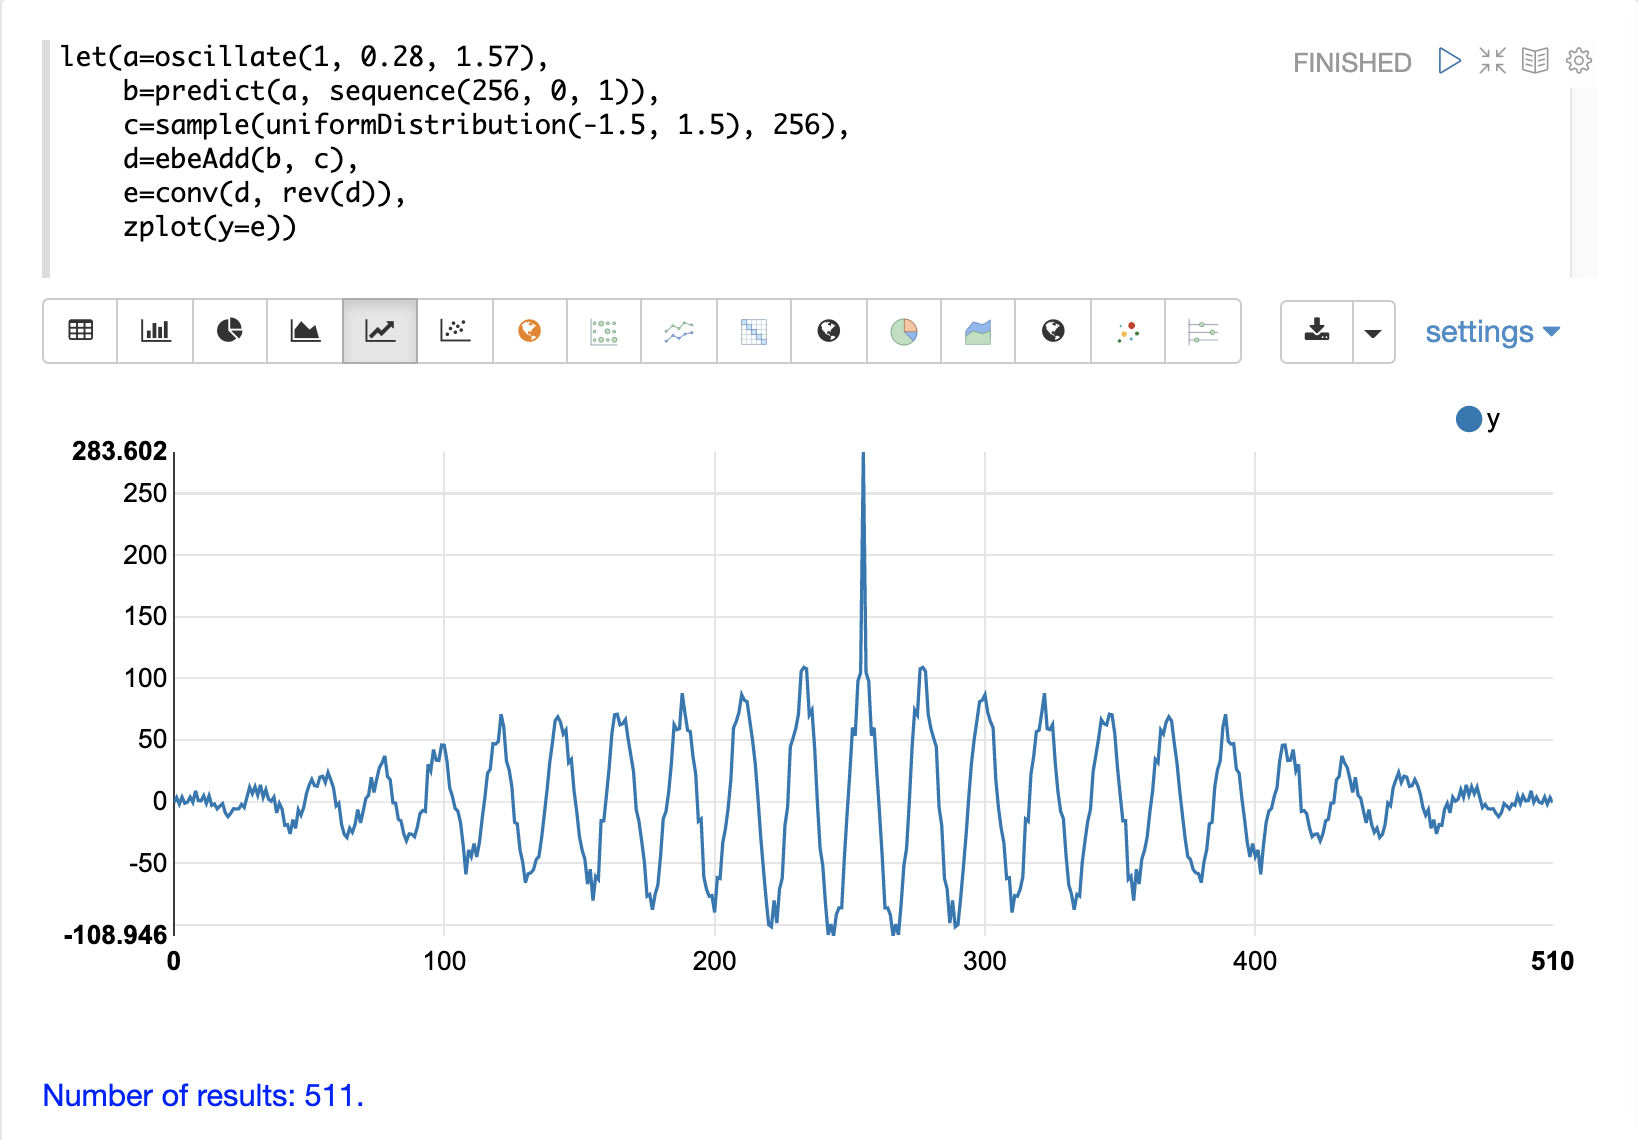 let(a=oscillate(1, 0.28, 1.57),
    b=predict(a, sequence(256, 0, 1)),
    c=sample(uniformDistribution(-1.5, 1.5), 256),
    d=ebeAdd(b, c),
    e=conv(d, rev(d)),
    zplot(y=e))
FINISHED
settings
y
283.602
250
200
150
100
50
0
-50
-108.946
0 100 200 300 400 510
Number of results: 511.